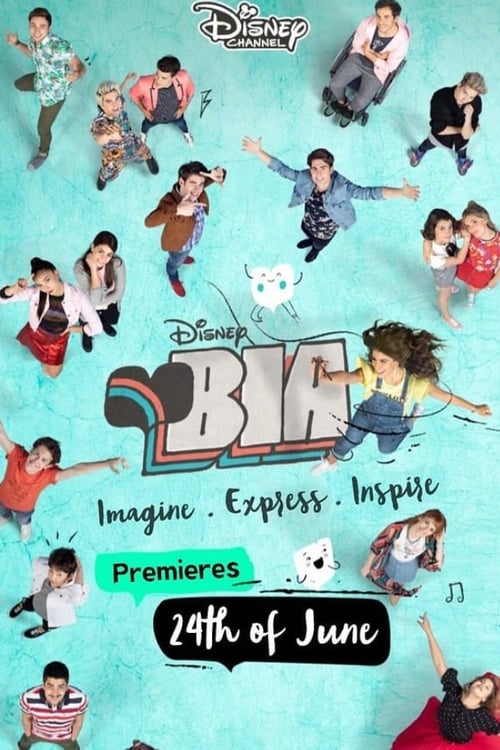 Disney
CHANNEL
Disney
BIA
Imagine . Express . Inspire
Premieres
24th of June